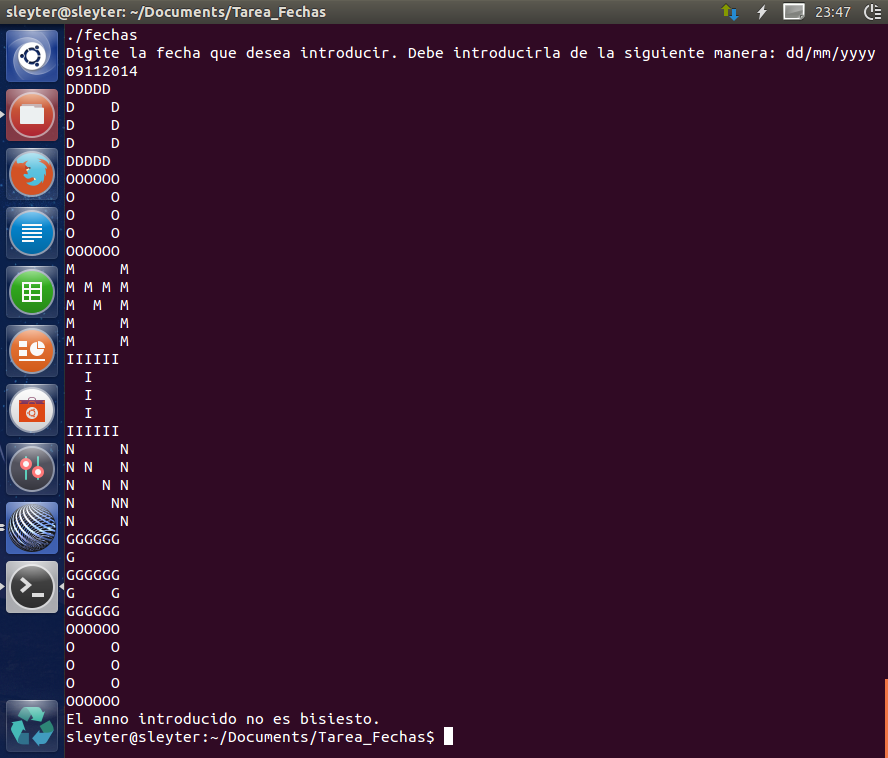 sleyter@sleyter: ~/Documents/Tarea_Fechas 23:47
./fechas
Digite la fecha que desea introducir. Debe introducirla de la siguiente manera: dd/mm/yyyy
09112014
DDDDD
D    D
D    D
D    D
DDDDD
OOOOOO
O    O
O    O
O    O
OOOOOO
M     M
M M M M
M  M  M
M     M
M     M
IIIIII
  I
  I
  I
IIIIII
N     N
N N   N
N   N N
N    NN
N     N
GGGGGG
G
GGGGGG
G    G
GGGGGG
OOOOOO
O    O
O    O
O    O
OOOOOO
El anno introducido no es bisiesto.
sleyter@sleyter:~/Documents/Tarea_Fechas$